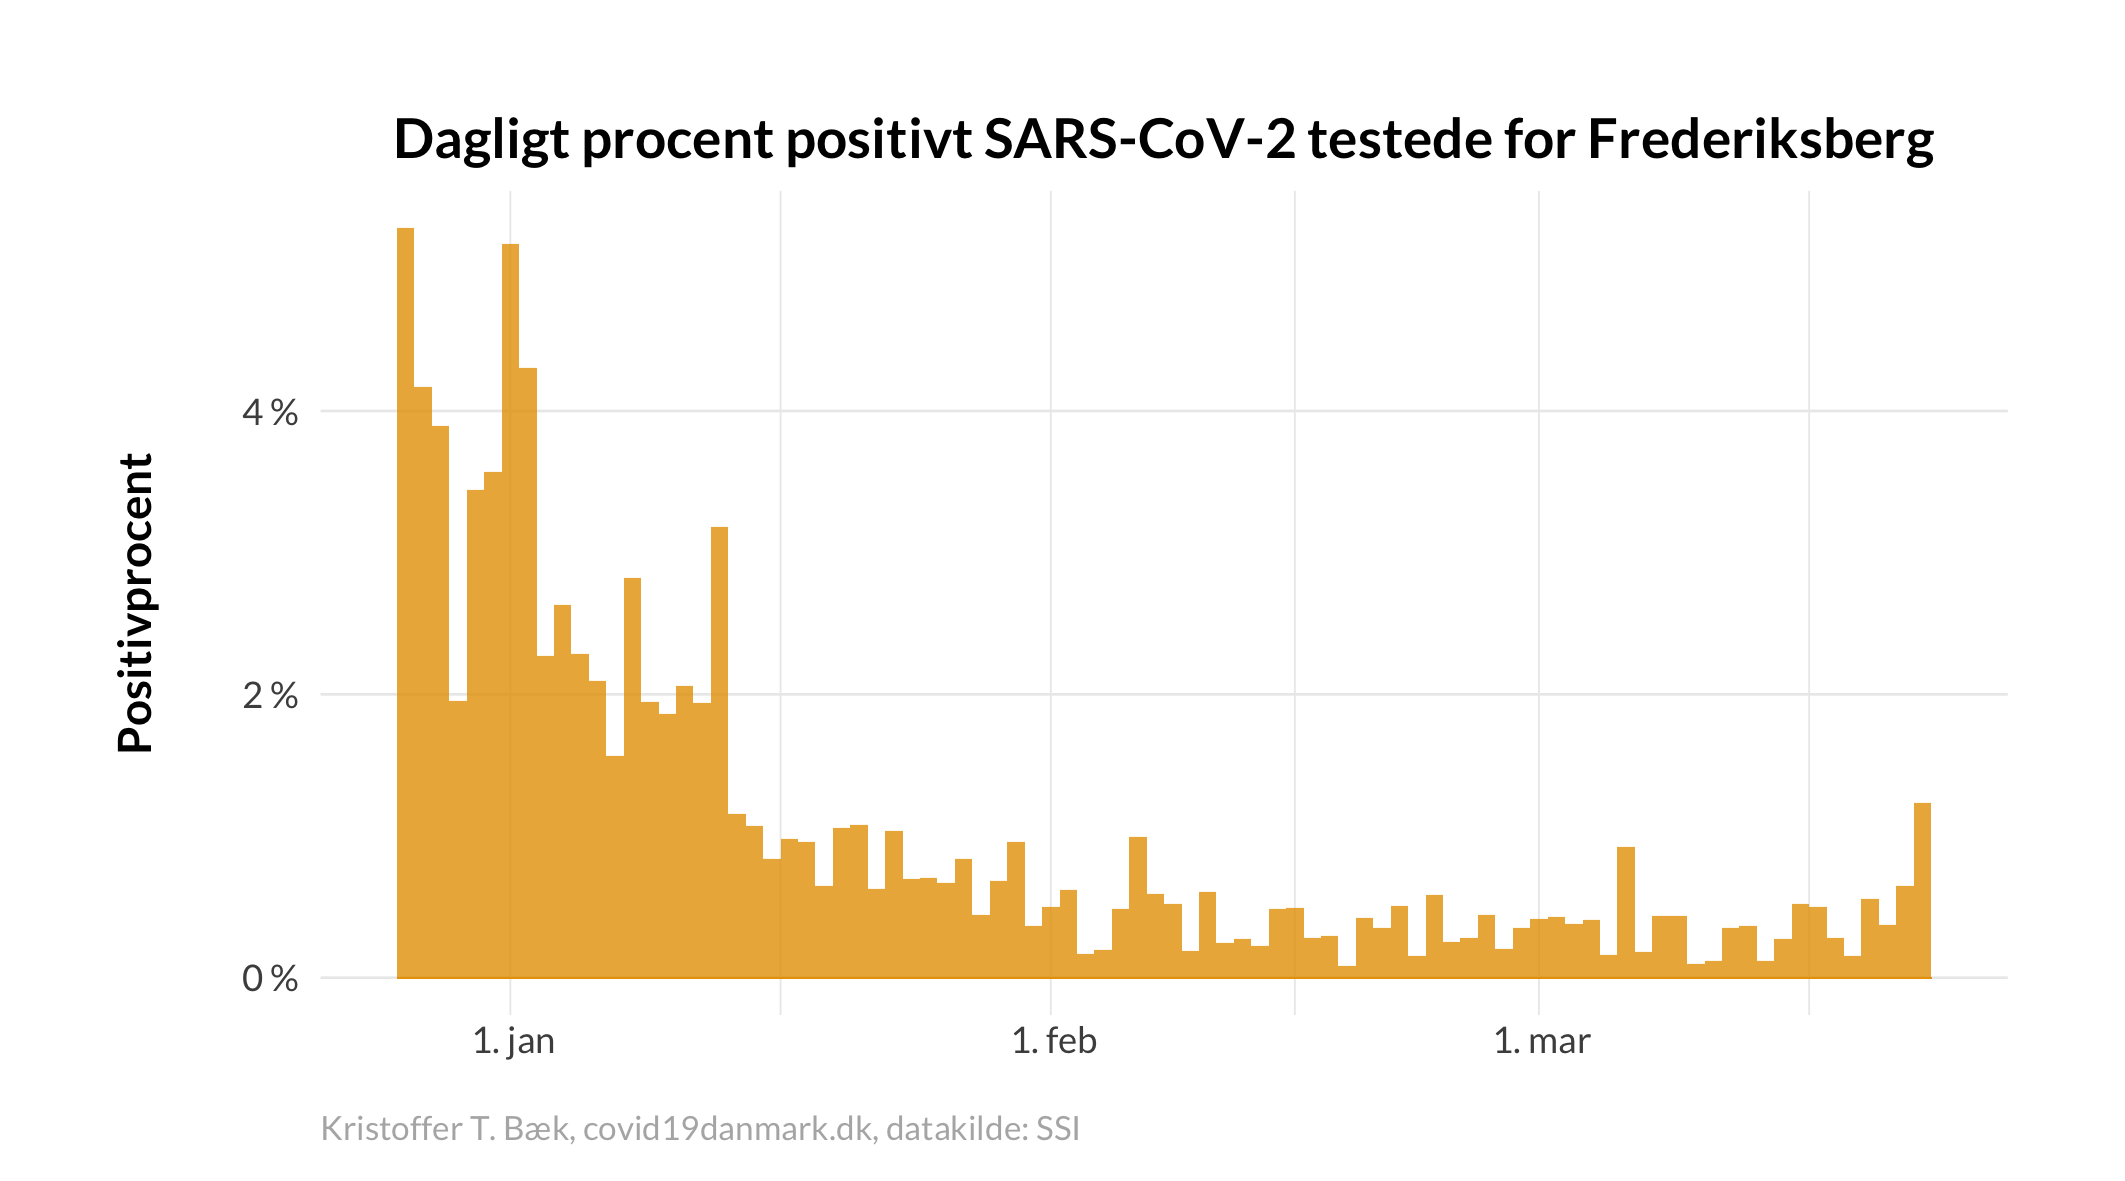 Dagligt procent positivt SARS-CoV-2 testede for Frederiksberg
Positivprocent
4 %
2 %
0 %
1. jan
1. feb
1. mar
Kristoffer T. Bæk, covid19danmark.dk, datakilde: SSI